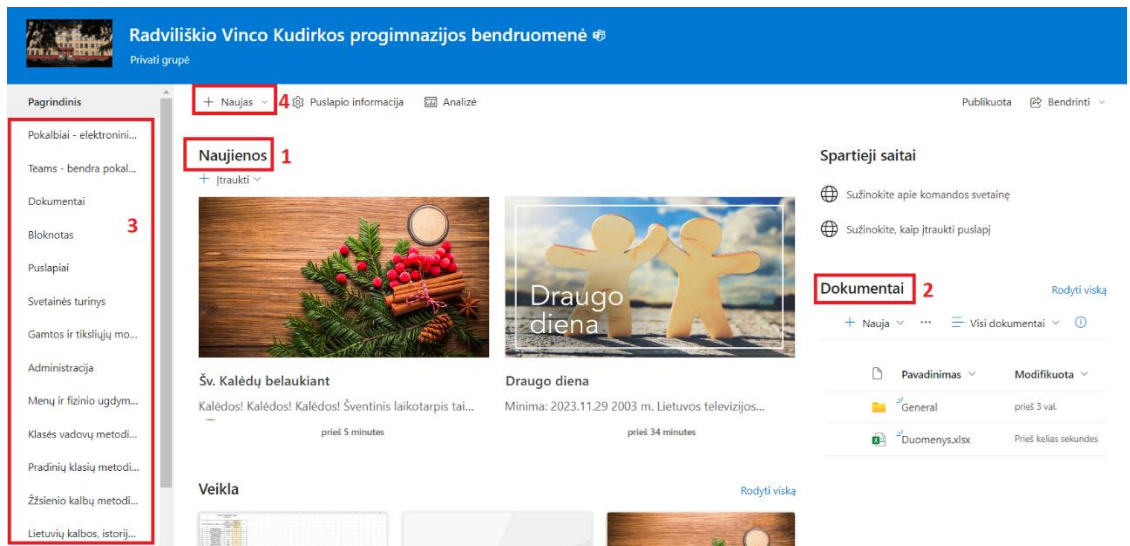 Radviliškio Vinco Kudirkos progimnazijos bendruomenė
Privati grupė
Pagrindinis
Pokalbiai - elektronini...
Teams - bendra pokal...
Dokumentai
3
Bloknotas
Puslapiai
Svetainės turinys
Gamtos ir tiksliųjų mo...
Administracija
Menų ir fizinio ugdym...
Klasės vadovų metodi...
Pradinių klasių metodi...
Žžsienio kalbų metodi...
Lietuvių kalbos, istorij...
+ Naujas 4 Puslapio informacija Analizė
Publikuota Bendrinti
Naujienos 1
+ Įtraukti
Draugo
diena
Šv. Kalėdų belaukiant
Kalėdos! Kalėdos! Kalėdos! Šventinis laikotarpis tai...
prieš 5 minutes
Draugo diena
Minima: 2023.11.29 2003 m. Lietuvos televizijos...
prieš 34 minutes
Veikla
Rodyti viską
Spartieji saitai
Sužinokite apie komandos svetainę
Sužinokite, kaip įtraukti puslapį
Dokumentai 2
Rodyti viską
+ Nauja ... Visi dokumentai
Pavadinimas Modifikuota
General prieš 3 val.
Duomenys.xlsx Prieš kelias sekundes